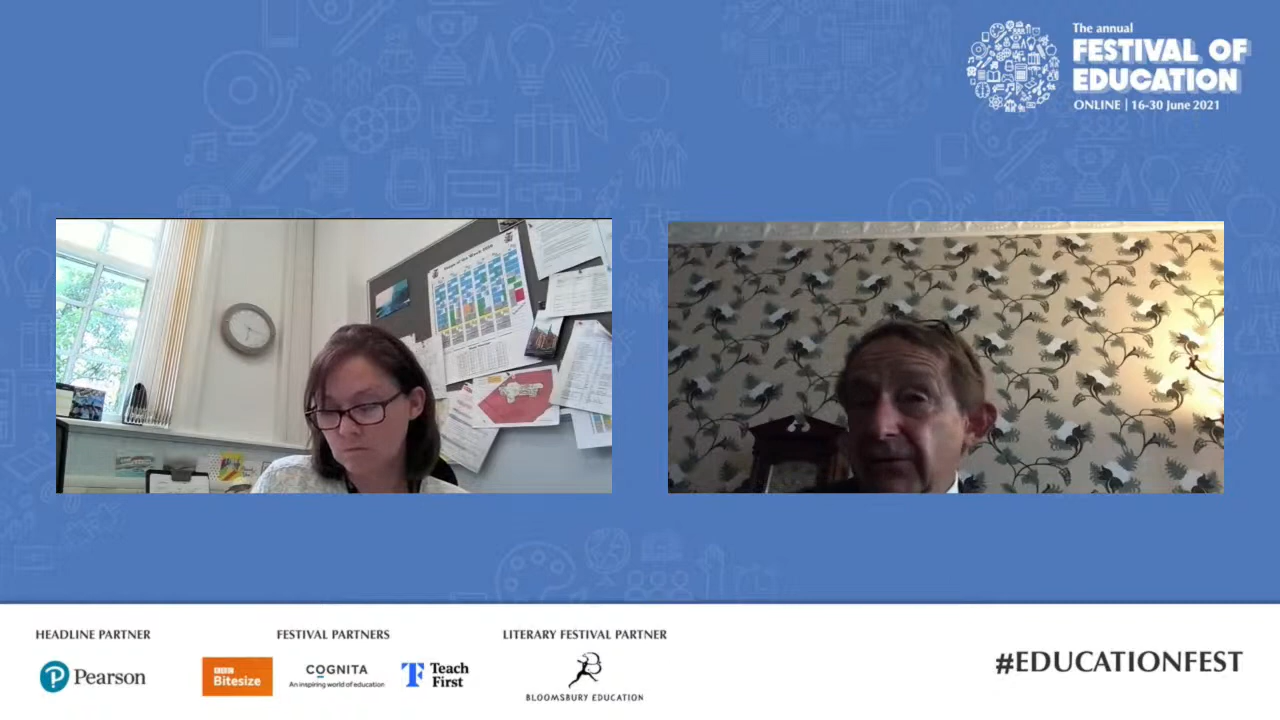 The annual
FESTIVAL OF
EDUCATION
ONLINE | 16-30 June 2021
HEADLINE PARTNER
FESTIVAL PARTNERS
LITERARY FESTIVAL PARTNER
Pearson
BBC
Bitesize
COGNITA
An inspiring world of education
Teach
First
BLOOMSBURY EDUCATION
#EDUCATIONFEST